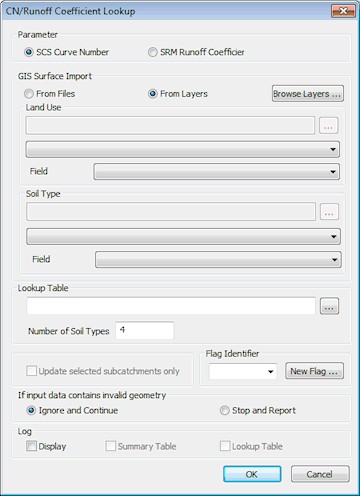 CN/Runoff Coefficient Lookup
Parameter
SCS Curve Number SRM Runoff Coefficier
GIS Surface Import
From Files From Layers Browse Layers ...
Land Use
...
Field
Soil Type
...
Field
Lookup Table
...
Number of Soil Types 4
Flag Identifier
Update selected subcatchments only New Flag ...
If input data contains invalid geometry
Ignore and Continue Stop and Report
Log
Display Summary Table Lookup Table
OK Cancel